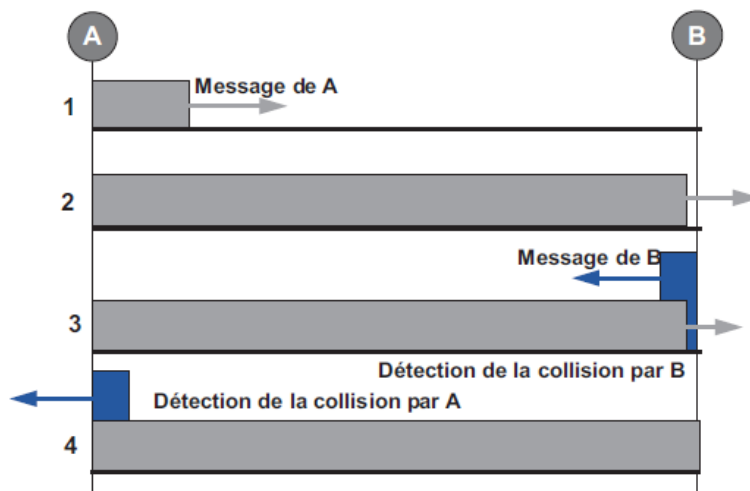 A
B
Message de A
1
2
Message de B
3
Détection de la collision par B
Détection de la collision par A
4